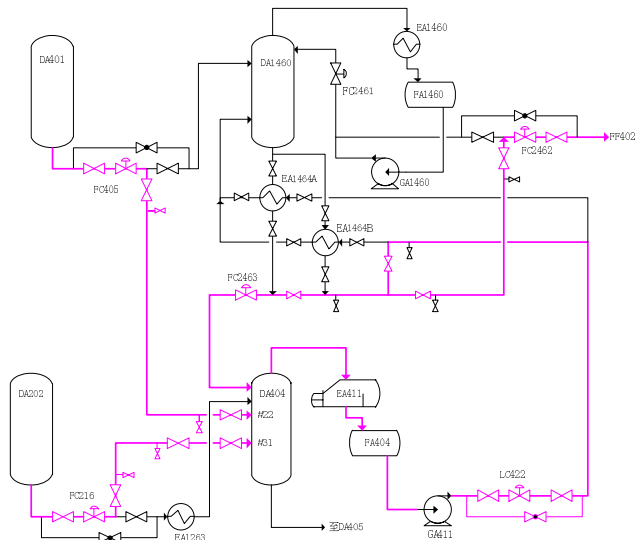 EA1460
DA401
DA1460
FC2461
FA1460
FF402
FC2462
EA1464A
GA1460
FC405
EA1464B
FC2463
DA202
DA404
EA411
#22
#31
FA404
LC422
FC216
至DA405
EA1263
GA411